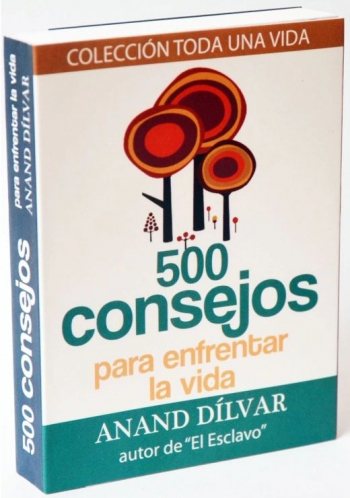 COLECCIÓN TODA UNA VIDA
500
consejos
para enfrentar
la vida
ANAND DÍLVAR
autor de "El Esclavo"
500 consejos
para enfrentar la vida
ANAND DÍLVAR